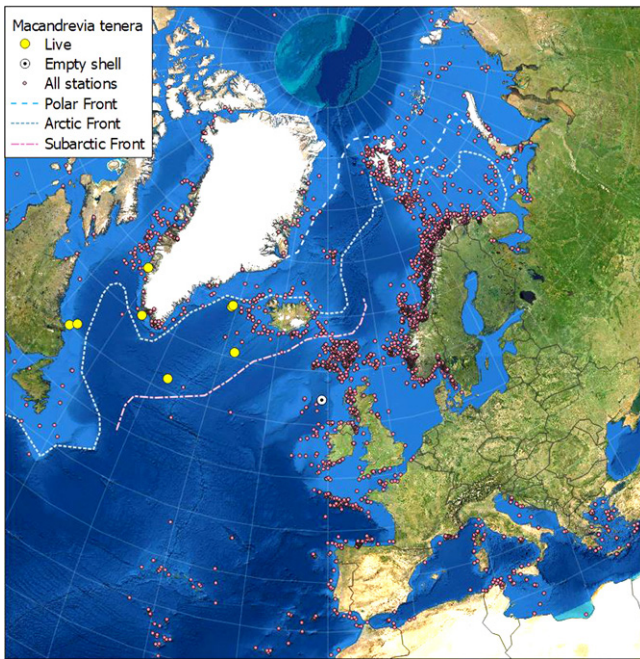 Macandrevia tenera
Live
Empty shell
All stations
Polar Front
Arctic Front
Subarctic Front